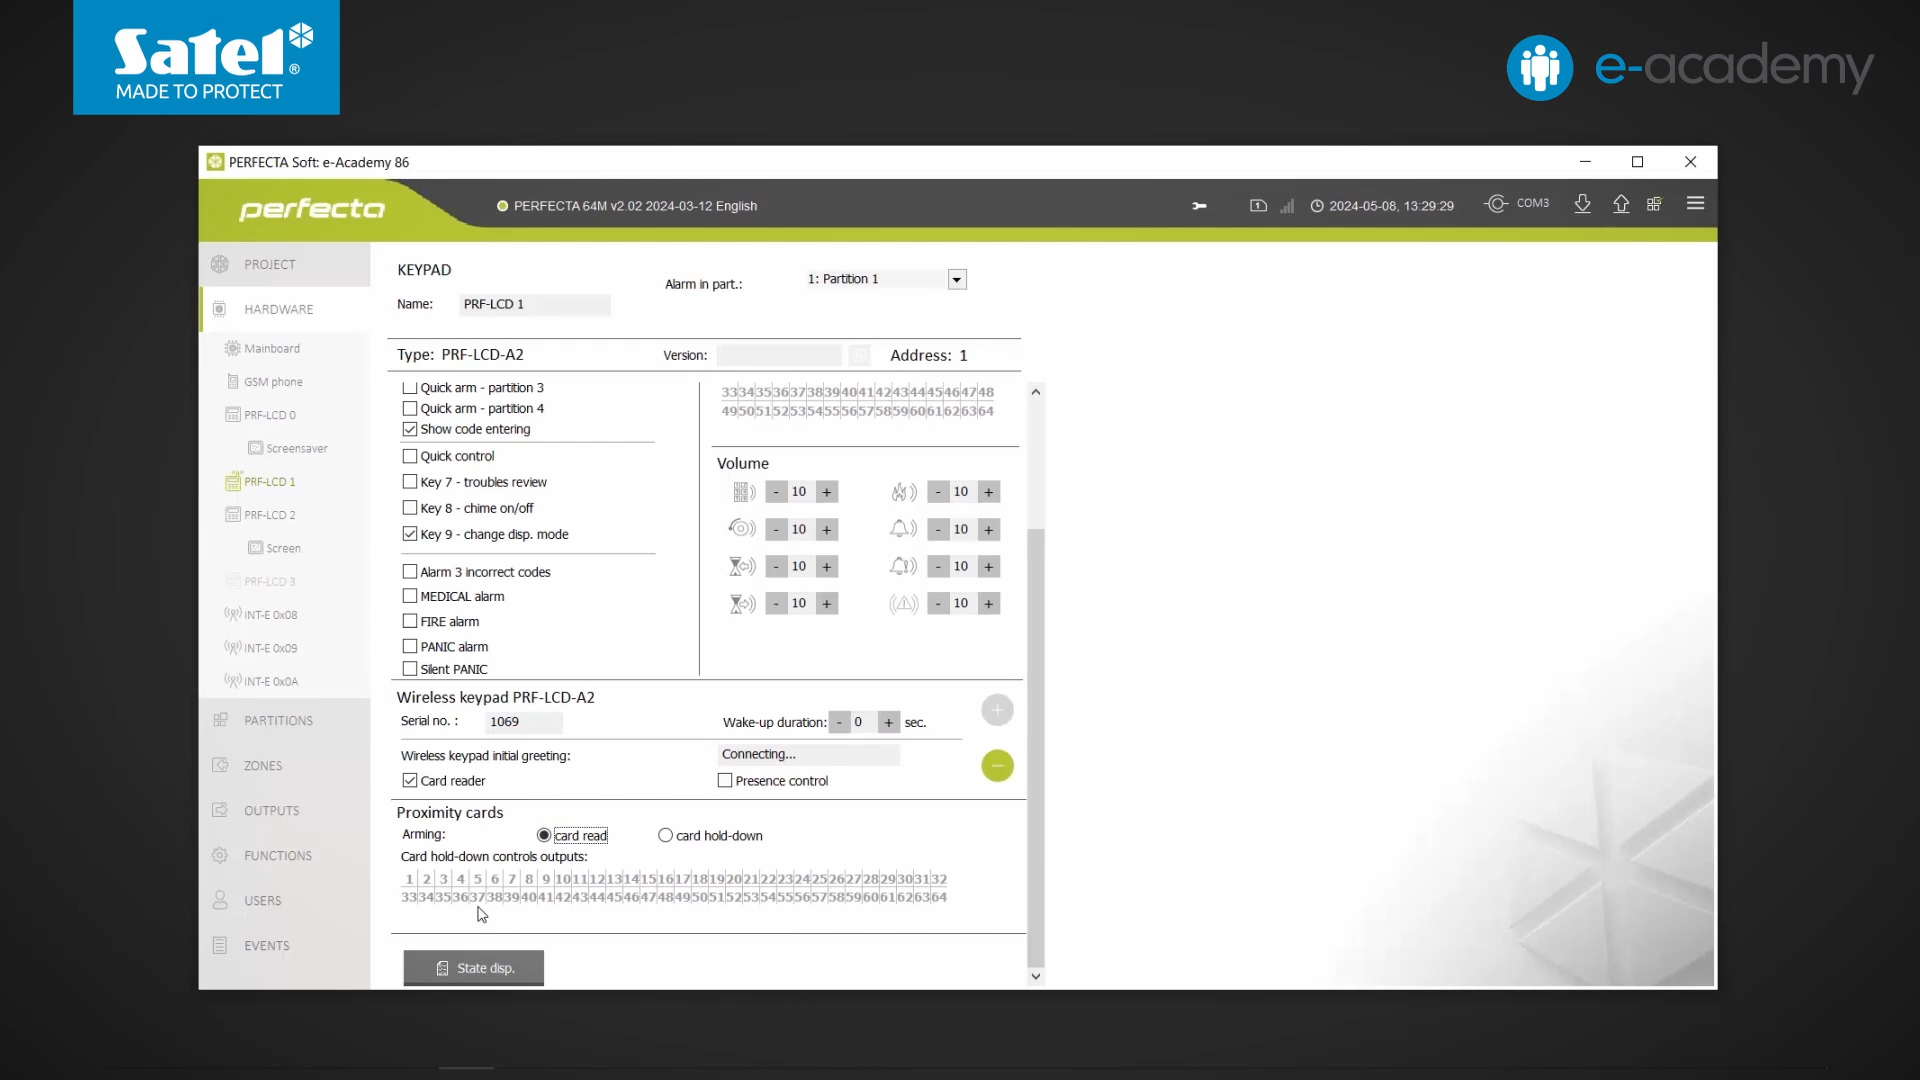 Satel®
MADE TO PROTECT
e-academy
PERFECTA Soft: e-Academy 86
perfecta
PERFECTA 64M v2.02 2024-03-12 English
1
2024-05-08, 13:29:29
COM3
PROJECT
HARDWARE
Mainboard
GSM phone
PRF-LCD 0
Screensaver
PRF-LCD 1
PRF-LCD 2
Screen
PRF-LCD 3
INT-E 0x08
INT-E 0x09
INT-E 0x0A
PARTITIONS
ZONES
OUTPUTS
FUNCTIONS
USERS
EVENTS
KEYPAD
Alarm in part.: 1: Partition 1
Name: PRF-LCD 1
Type: PRF-LCD-A2 Version: Address: 1
Quick arm - partition 3
Quick arm - partition 4
Show code entering
Quick control
Key 7 - troubles review
Key 8 - chime on/off
Key 9 - change disp. mode
Alarm 3 incorrect codes
MEDICAL alarm
FIRE alarm
PANIC alarm
Silent PANIC
33 34 35 36 37 38 39 40 41 42 43 44 45 46 47 48
49 50 51 52 53 54 55 56 57 58 59 60 61 62 63 64
Volume
- 10 + - 10 +
- 10 + - 10 +
- 10 + - 10 +
- 10 + - 10 +
Wireless keypad PRF-LCD-A2
Serial no. : 1069 Wake-up duration: - 0 + sec.
Wireless keypad initial greeting: Connecting...
Card reader Presence control
Proximity cards
Arming: card read card hold-down
Card hold-down controls outputs:
1 2 3 4 5 6 7 8 9 10 11 12 13 14 15 16 17 18 19 20 21 22 23 24 25 26 27 28 29 30 31 32
33 34 35 36 37 38 39 40 41 42 43 44 45 46 47 48 49 50 51 52 53 54 55 56 57 58 59 60 61 62 63 64
State disp.